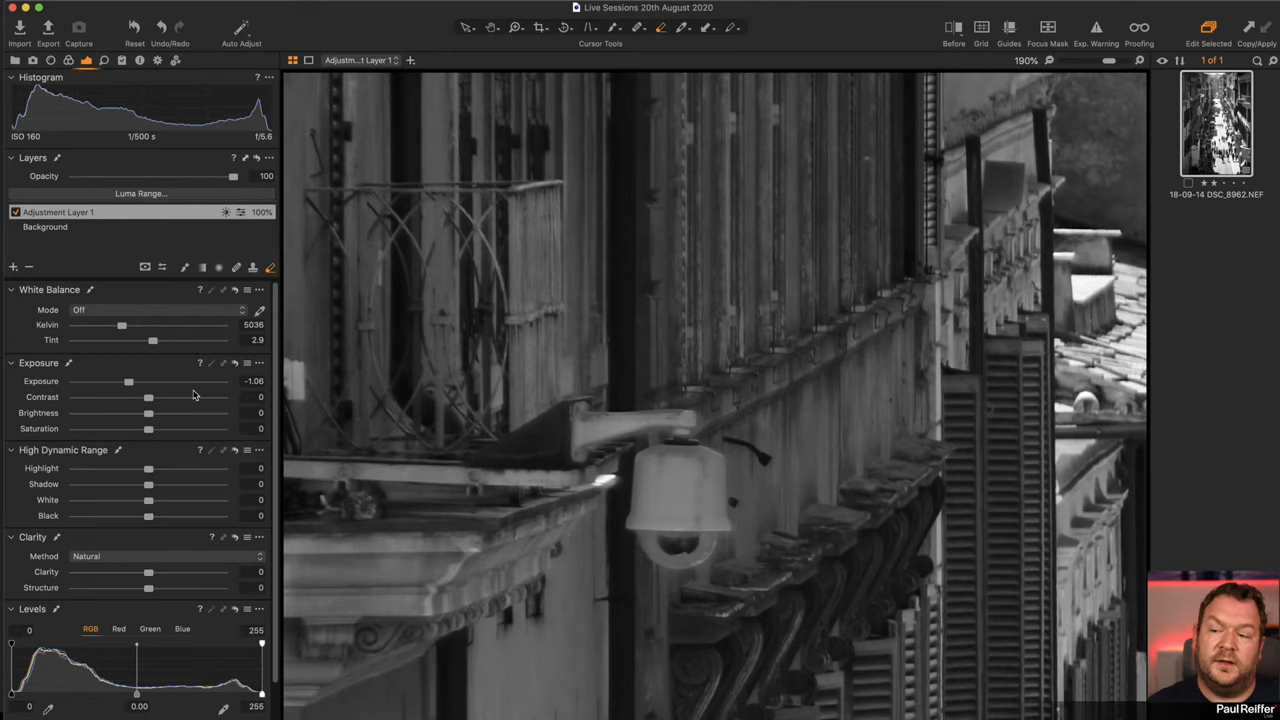 Live Sessions 20th August 2020
Import Export Capture Reset Undo/Redo Auto Adjust Cursor Tools Before Grid Guides Focus Mask Exp. Warning Proofing Edit Selected Copy/Apply
Adjustm...t Layer 1 190% 1 of 1
Histogram ?
ISO 160 1/500 s f/5.6
Layers ?
Opacity 100
Luma Range...
Adjustment Layer 1 100%
Background
White Balance ?
Mode Off
Kelvin 5036
Tint 2.9
Exposure ?
Exposure -1.06
Contrast 0
Brightness 0
Saturation 0
High Dynamic Range ?
Highlight 0
Shadow 0
White 0
Black 0
Clarity ?
Method Natural
Clarity 0
Structure 0
Levels ?
0 RGB Red Green Blue 255
0 0.00 255
18-09-14 DSC_8962.NEF
PaulReiffer
Live